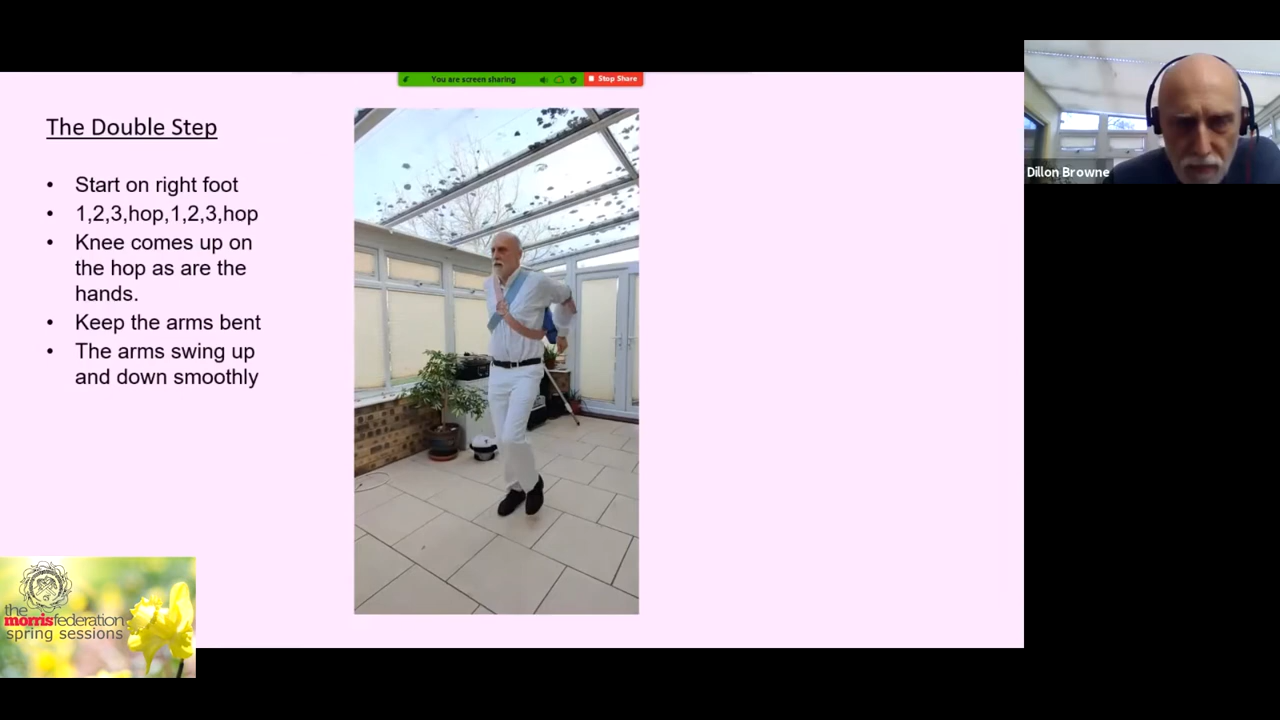 You are screen sharing
Stop Share
The Double Step
• Start on right foot
• 1,2,3,hop,1,2,3,hop
• Knee comes up on
the hop as are the
hands.
• Keep the arms bent
• The arms swing up
and down smoothly
Dillon Browne
the
morrisfederation
spring sessions